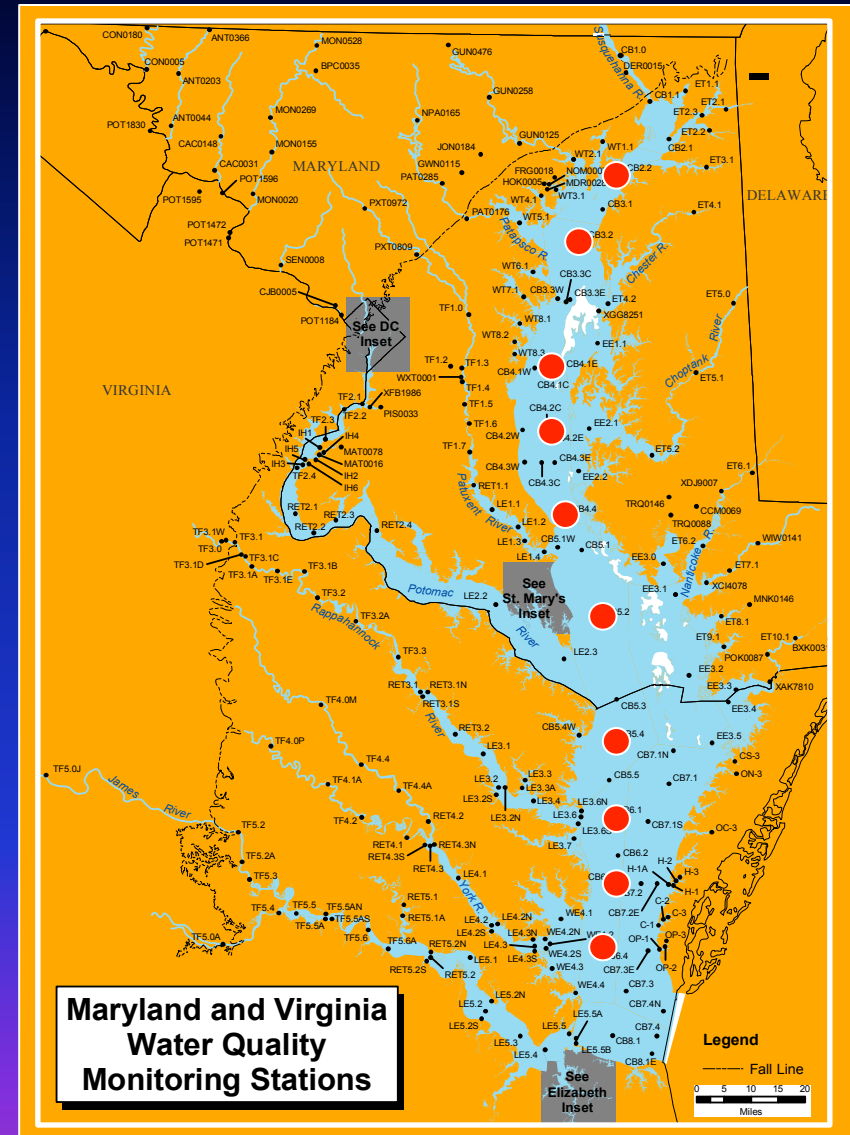 CON0180
ANT0366
MON0528
GUN0476
Susquehanna R.
CB1.0
DER0015
CON0005
ANT0203
BPC0035
GUN0258
CB1.1
ET1.1
ET2.1
ET2.3
POT1830
ANT0044
MON0269
NPA0165
ET2.2
CAC0148
MON0155
JON0184
GUN0125
WT2.1
WT1.1
CB2.1
CAC0031
MARYLAND
GWN0115
FRG0018
CB2.2
ET3.1
POT1596
PAT0285
HOK0005
MDR0028
POT1595
MON0020
WT4.1
WT3.1
DELAWARE
PXT0972
PAT0176
WT5.1
CB3.1
ET4.1
POT1472
POT1471
Patapsco R.
CB3.2
Chester R.
SEN0008
PXT0809
WT6.1
CB3.3C
CJB0005
WT7.1
CB3.3W
CB3.3E
ET4.2
ET5.0
POT1184
TF1.0
WT8.1
XGG8251
See DC
Inset
WT8.2
EE1.1
River
TF1.2
TF1.3
WT8.3
CB4.1E
Choptank
WXT0001
CB4.1W
CB4.1C
ET5.1
VIRGINIA
TF1.4
TF2.1
XFB1986
TF1.5
CB4.2C
TF2.2
PIS0033
TF2.3
TF1.6
CB4.2W
EE2.1
IH1
IH4
IH5
MAT0078
TF1.7
ET5.2
IH3
MAT0016
CB4.3W
CB4.3E
TF2.4
IH2
EE2.2
ET6.1
IH6
CB4.3C
XDJ9007
Patuxent River
RET1.1
TRQ0146
CCM0069
RET2.1
RET2.3
LE1.1
TRQ0088
RET2.2
RET2.4
LE1.2
TF3.1W
TF3.1
LE1.3
CB5.1W
CB5.1
ET6.2
WIW0141
TF3.0
TF3.1C
LE1.4
EE3.0
Nanticoke R.
TF3.1D
TF3.1A
TF3.1B
ET7.1
TF3.1E
See
St. Mary's
Inset
XCI4078
TF3.2
Potomac
River
LE2.2
EE3.1
MNK0146
Rappahannock
River
TF3.2A
ET8.1
ET9.1
ET10.1
TF3.3
LE2.3
POK0087
EE3.2
RET3.1
RET3.1N
EE3.3
XAK7810
RET3.1S
TF4.0M
CB5.3
EE3.4
RET3.2
CB5.4W
TF4.0P
LE3.1
CB7.1N
EE3.5
TF4.4
CS-3
TF5.0J
LE3.2
LE3.3
CB5.5
CB7.1
ON-3
James
River
TF4.1A
TF4.4A
LE3.3A
LE3.2S
LE3.4
LE3.6N
TF4.2
RET4.2
LE3.2N
LE3.6
CB7.1S
TF5.2
LE3.6S
OC-3
RET4.1
RET4.3N
LE3.7
RET4.3S
CB6.2
TF5.2A
RET4.3
H-2
H-3
TF5.3
LE4.1
H-1A
H-1
York R.
CB7.2E
C-2
TF5.4
TF5.5
TF5.5AN
RET5.1
C-3
TF5.5A
TF5.5AS
RET5.1A
LE4.2
LE4.2N
WE4.1
C-1
TF5.6
LE4.2S
LE4.3N
WE4.2N
OP-1
OP-3
TF5.0A
TF5.6A
RET5.2N
LE4.3
WE4.2S
LE5.1
LE4.3S
CB7.3E
OP-2
RET5.2S
RET5.2
WE4.3
LE5.2N
WE4.4
CB7.3
LE5.2
CB7.4N
LE5.2S
LE5.5A
LE5.5
LE5.3
CB8.1
CB7.4
LE5.4
LE5.5B
CB8.1E
Maryland and Virginia
Water Quality
Monitoring Stations
See
Elizabeth
Inset
Legend
Fall Line
0 5 10 15 20
Miles